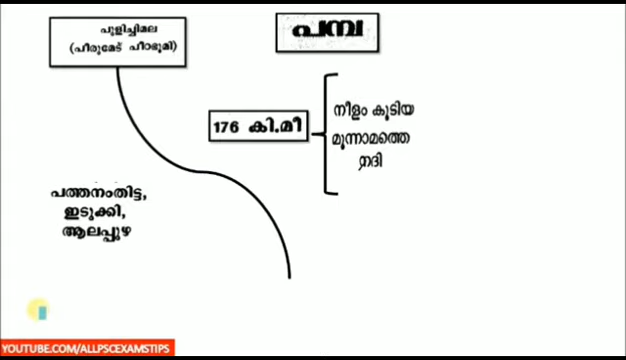 പുളിച്ചിമല
(പീരുമേട് പീഠഭൂമി)
പമ്പ
176 കി.മീ
നീളം കൂടിയ
മൂന്നാമത്തെ
നദി
പത്തനംതിട്ട,
ഇടുക്കി,
ആലപ്പുഴ
YOUTUBE.COM/ALLPSCEXAMSTIPS